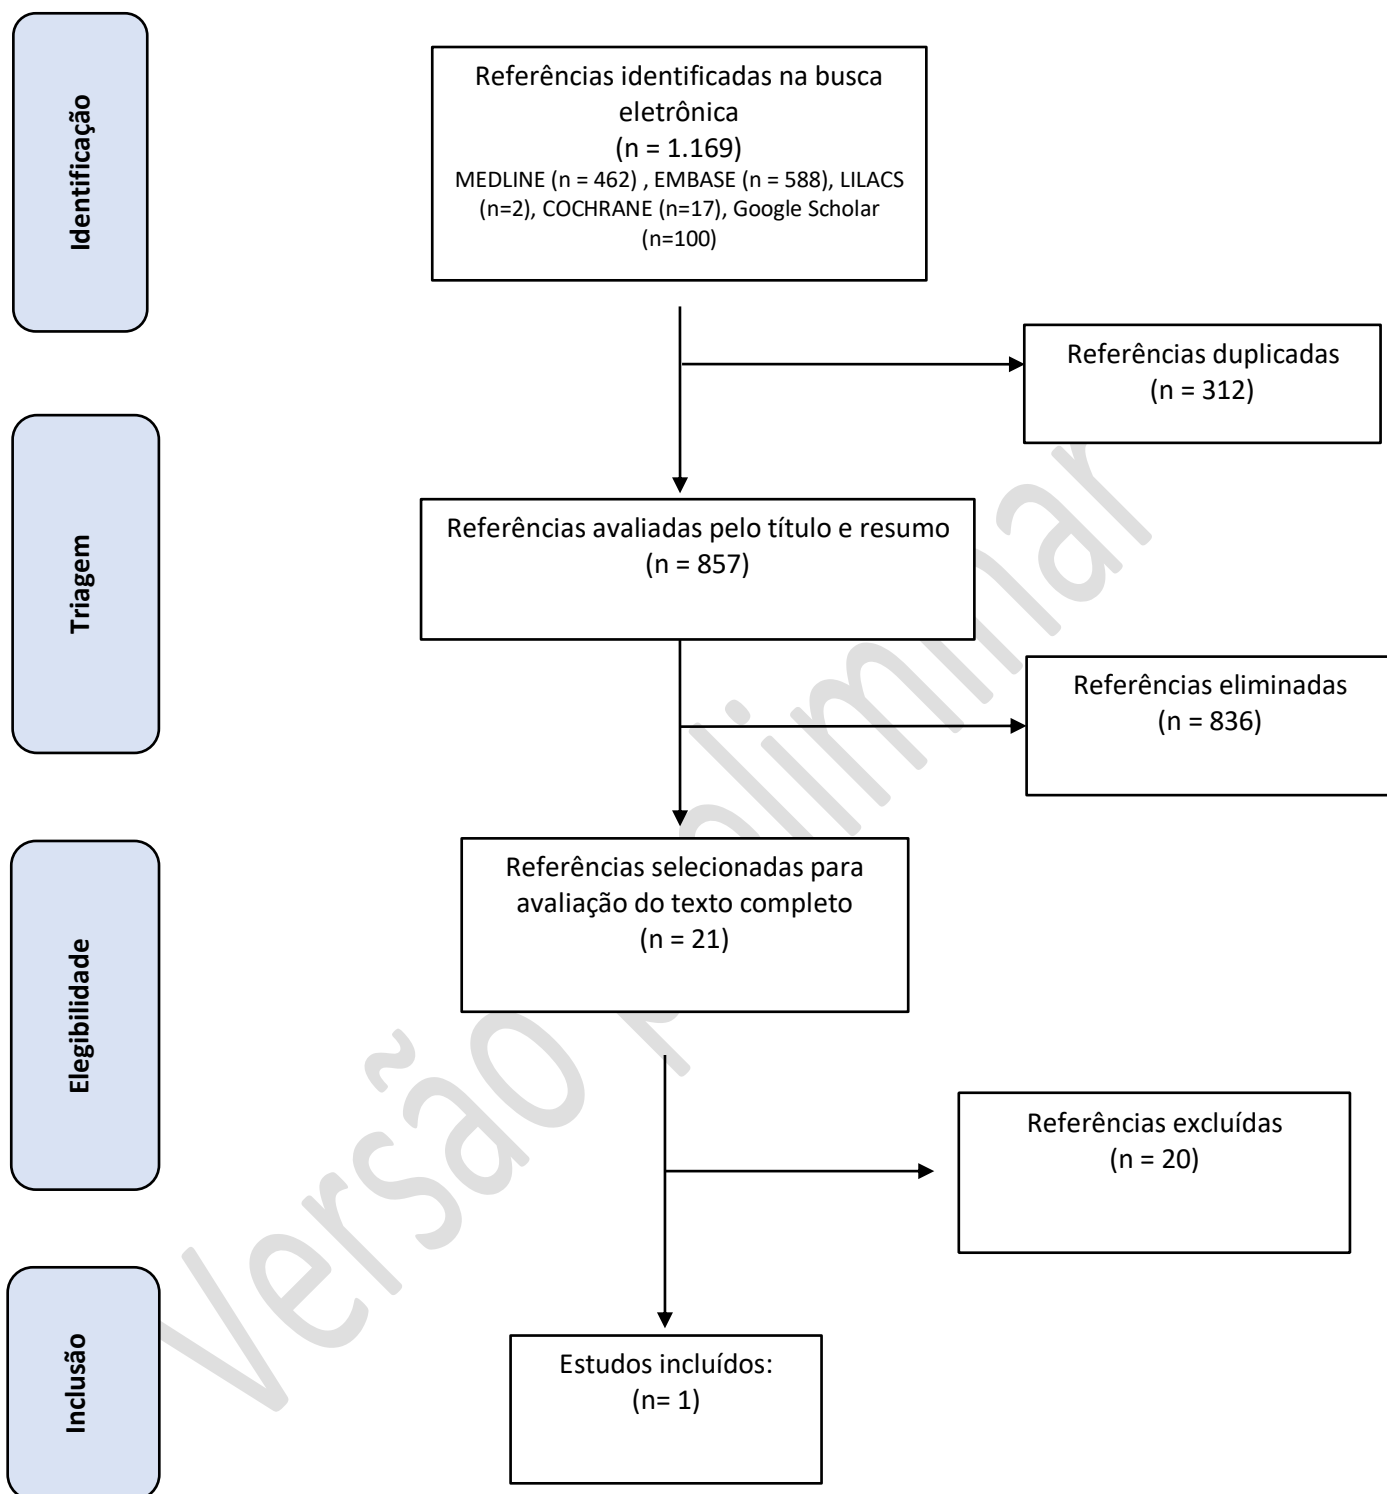 Identificação
Referências identificadas na busca
eletrônica
(n = 1.169)
MEDLINE (n = 462) , EMBASE (n = 588), LILACS
(n=2), COCHRANE (n=17), Google Scholar
(n=100)
Referências duplicadas
(n = 312)
Triagem
Referências avaliadas pelo título e resumo
(n = 857)
Referências eliminadas
(n = 836)
Elegibilidade
Referências selecionadas para
avaliação do texto completo
(n = 21)
Referências excluídas
(n = 20)
Inclusão
Estudos incluídos:
(n= 1)
Versão